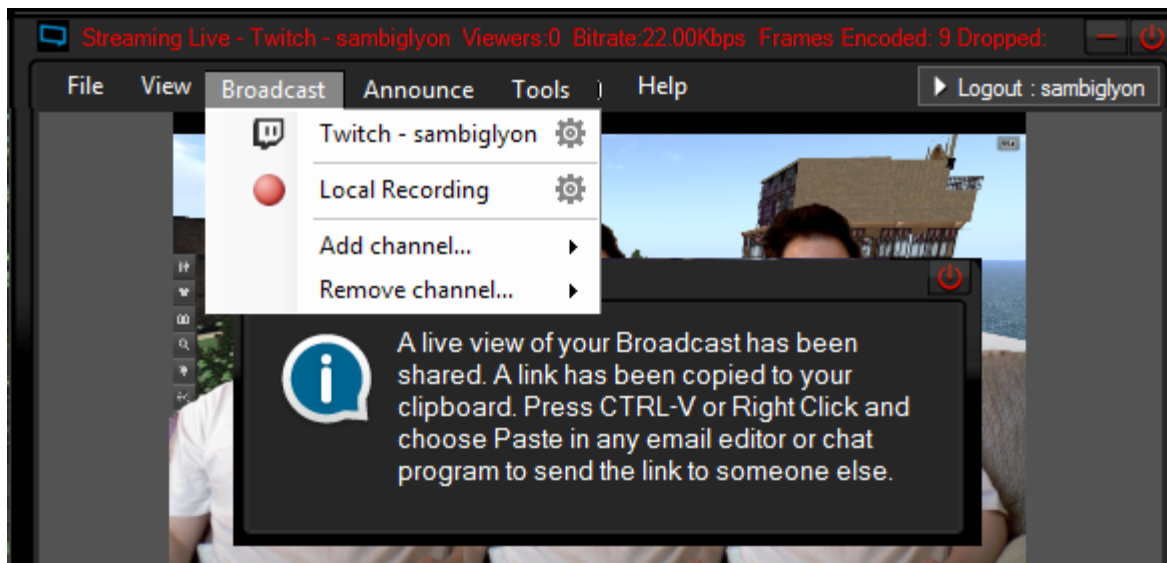 Streaming Live - Twitch - sambiglyon Viewers:0 Bitrate:22.00Kbps Frames Encoded: 9 Dropped:
File View Broadcast Announce Tools Help Logout : sambiglyon
Twitch - sambiglyon
Local Recording
Add channel...
Remove channel...
A live view of your Broadcast has been
shared. A link has been copied to your
clipboard. Press CTRL-V or Right Click and
choose Paste in any email editor or chat
program to send the link to someone else.